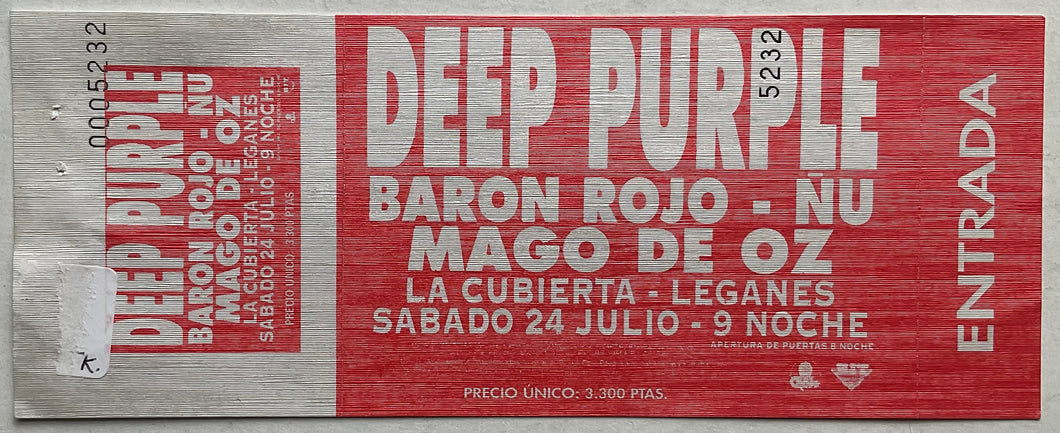 0005232
DEEP PURPLE
BARON ROJO - ÑU
MAGO DE OZ
LA CUBIERTA - LEGANES
SABADO 24 JULIO - 9 NOCHE
PRECIO ÚNICO: 3.300 PTAS.
K.
DEEP PURPLE
5232
BARON ROJO - ÑU
MAGO DE OZ
LA CUBIERTA - LEGANES
SABADO 24 JULIO - 9 NOCHE
APERTURA DE PUERTAS 8 NOCHE
PRECIO ÚNICO: 3.300 PTAS.
ENTRADA